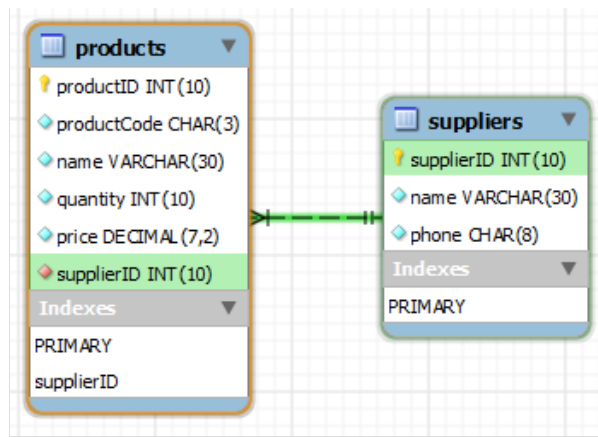 products
productID INT(10)
productCode CHAR(3)
name VARCHAR(30)
quantity INT(10)
price DECIMAL(7,2)
supplierID INT(10)
Indexes
PRIMARY
supplierID
suppliers
supplierID INT(10)
name VARCHAR(30)
phone CHAR(8)
Indexes
PRIMARY